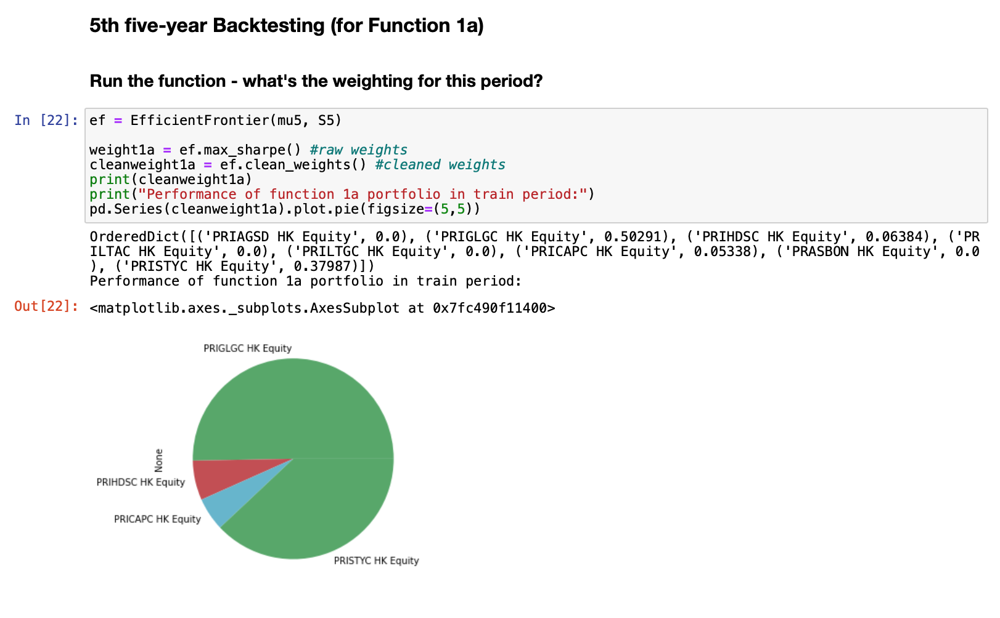 5th five-year Backtesting (for Function 1a)
Run the function - what's the weighting for this period?
In [22]:
ef = EfficientFrontier(mu5, S5)
weight1a = ef.max_sharpe() #raw weights
cleanweight1a = ef.clean_weights() #cleaned weights
print(cleanweight1a)
print("Performance of function 1a portfolio in train period:")
pd.Series(cleanweight1a).plot.pie(figsize=(5,5))
OrderedDict([('PRIAGSD HK Equity', 0.0), ('PRIGLGC HK Equity', 0.50291), ('PRIHDSC HK Equity', 0.06384), ('PR
ILTAC HK Equity', 0.0), ('PRILTGC HK Equity', 0.0), ('PRICAPC HK Equity', 0.05338), ('PRASBON HK Equity', 0.0
), ('PRISTYC HK Equity', 0.37987)])
Performance of function 1a portfolio in train period:
Out[22]:
<matplotlib.axes._subplots.AxesSubplot at 0x7fc490f11400>
PRIGLGC HK Equity
None
PRIHDSC HK Equity
PRICAPC HK Equity
PRISTYC HK Equity